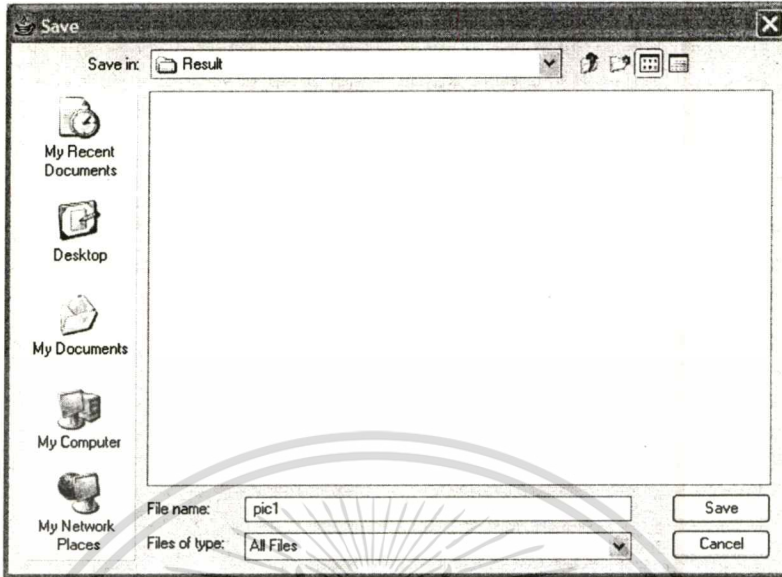 Save
Save in: Result
My Recent
Documents
Desktop
My Documents
My Computer
My Network
Places
File name: pic1
Save
Files of type: All Files
Cancel